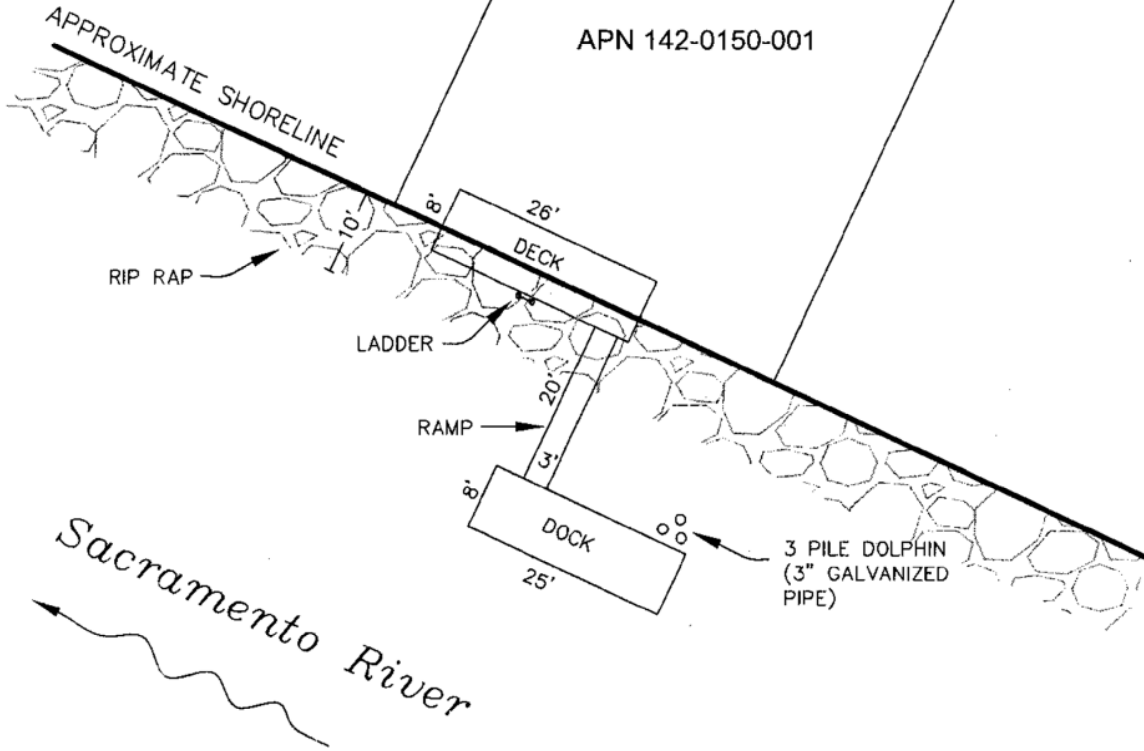 APN 142-0150-001
APPROXIMATE SHORELINE
8'
26'
DECK
10'
RIP RAP
LADDER
20'
RAMP
3'
8'
DOCK
25'
3 PILE DOLPHIN
(3" GALVANIZED
PIPE)
Sacramento River